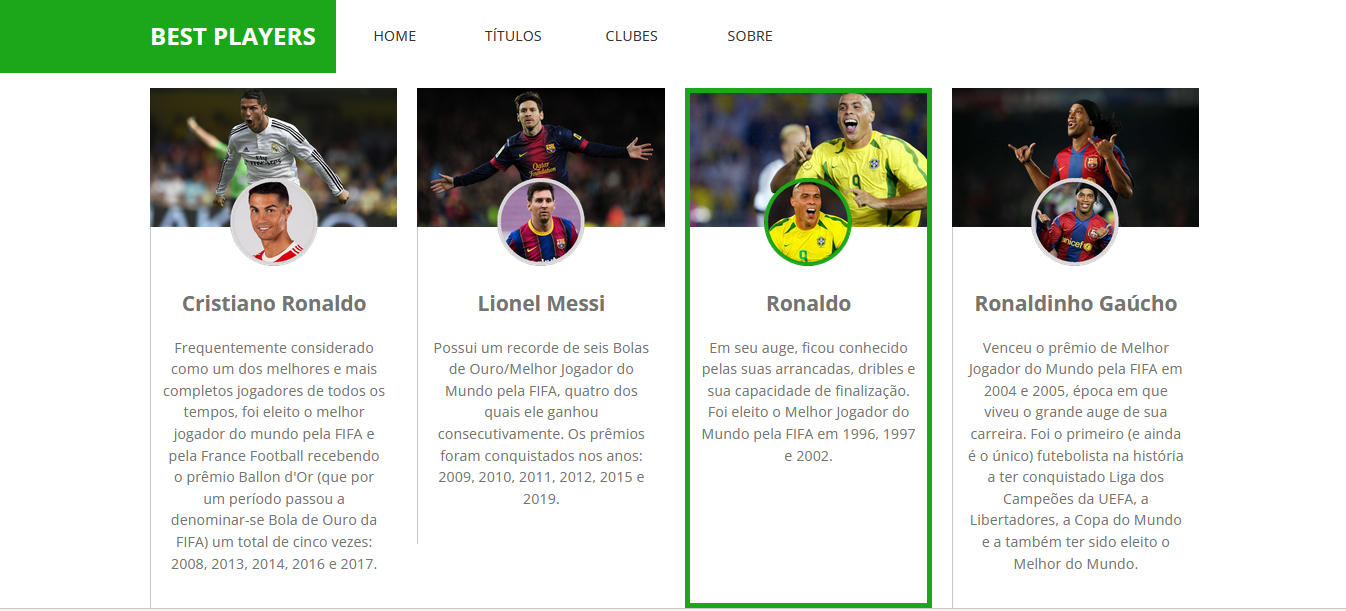 BEST PLAYERS
HOME
TÍTULOS
CLUBES
SOBRE
Cristiano Ronaldo
Frequentemente considerado
como um dos melhores e mais
completos jogadores de todos os
tempos, foi eleito o melhor
jogador do mundo pela FIFA e
pela France Football recebendo
o prêmio Ballon d'Or (que por
um período passou a
denominar-se Bola de Ouro da
FIFA) um total de cinco vezes:
2008, 2013, 2014, 2016 e 2017.
Lionel Messi
Possui um recorde de seis Bolas
de Ouro/Melhor Jogador do
Mundo pela FIFA, quatro dos
quais ele ganhou
consecutivamente. Os prêmios
foram conquistados nos anos:
2009, 2010, 2011, 2012, 2015 e
2019.
Ronaldo
Em seu auge, ficou conhecido
pelas suas arrancadas, dribles e
sua capacidade de finalização.
Foi eleito o Melhor Jogador do
Mundo pela FIFA em 1996, 1997
e 2002.
Ronaldinho Gaúcho
Venceu o prêmio de Melhor
Jogador do Mundo pela FIFA em
2004 e 2005, época em que
viveu o grande auge de sua
carreira. Foi o primeiro (e ainda
é o único) futebolista na história
a ter conquistado Liga dos
Campeões da UEFA, a
Libertadores, a Copa do Mundo
e a também ter sido eleito o
Melhor do Mundo.
Qatar
Foundation
9
9
unicef